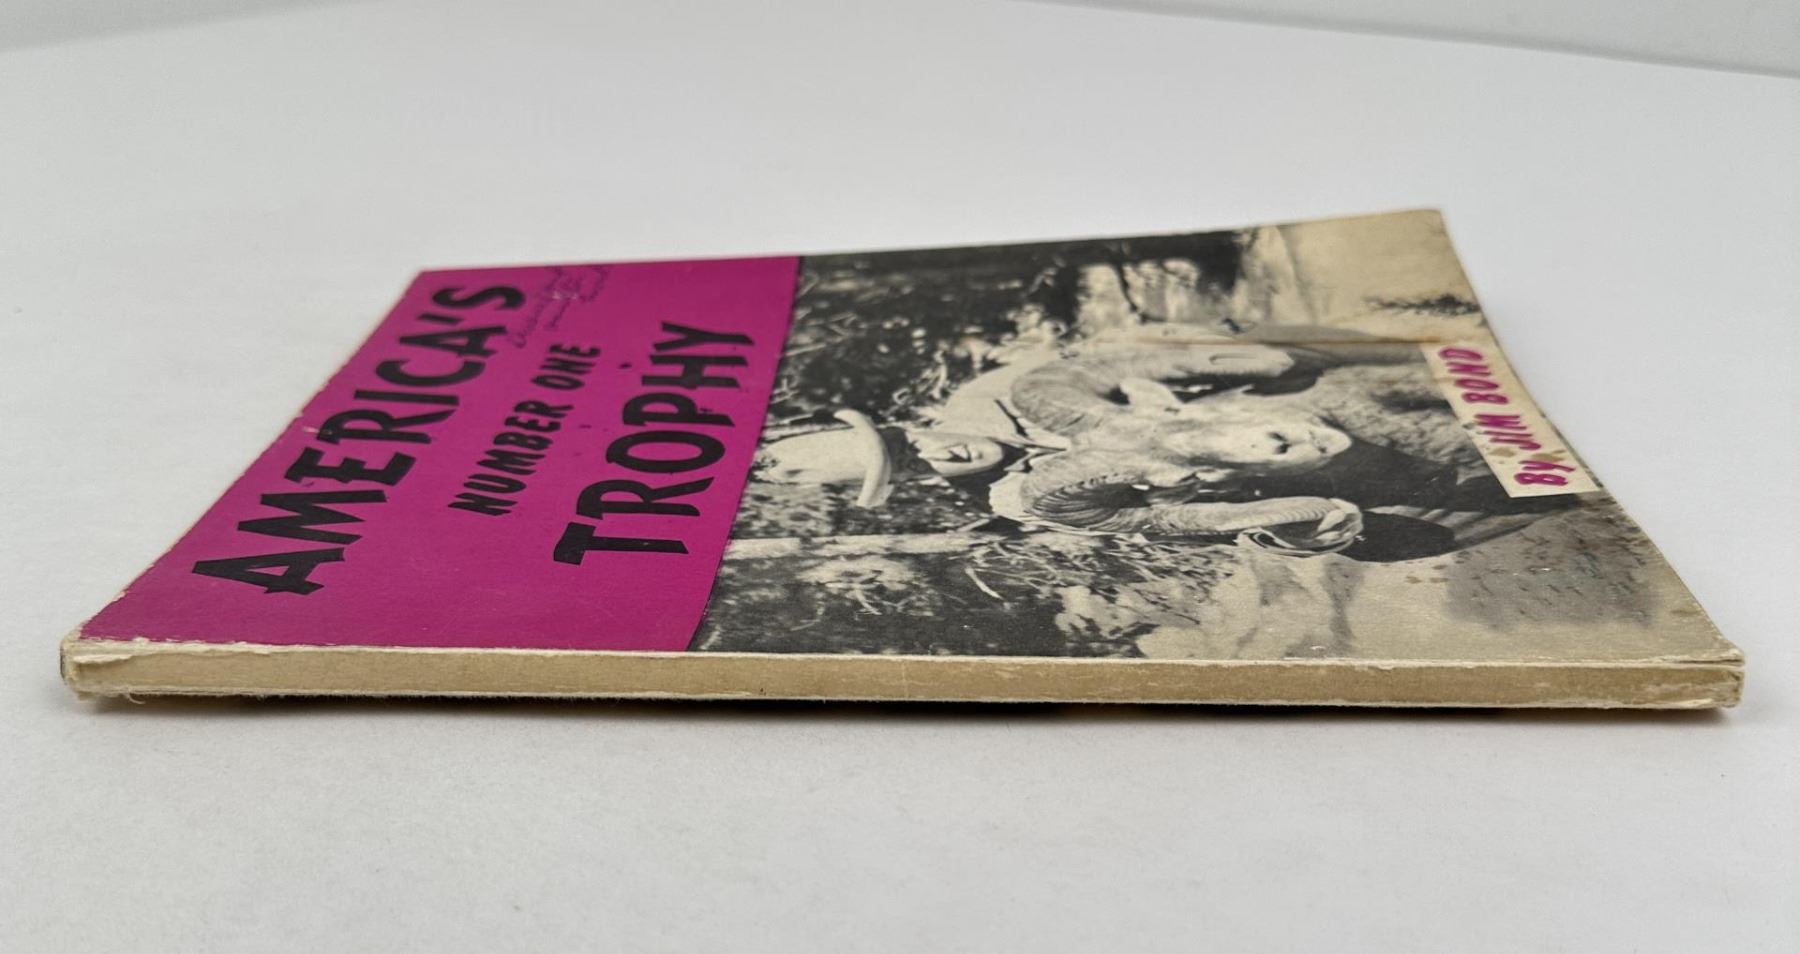 AMERICA'S
NUMBER ONE
TROPHY
By JIM BOND